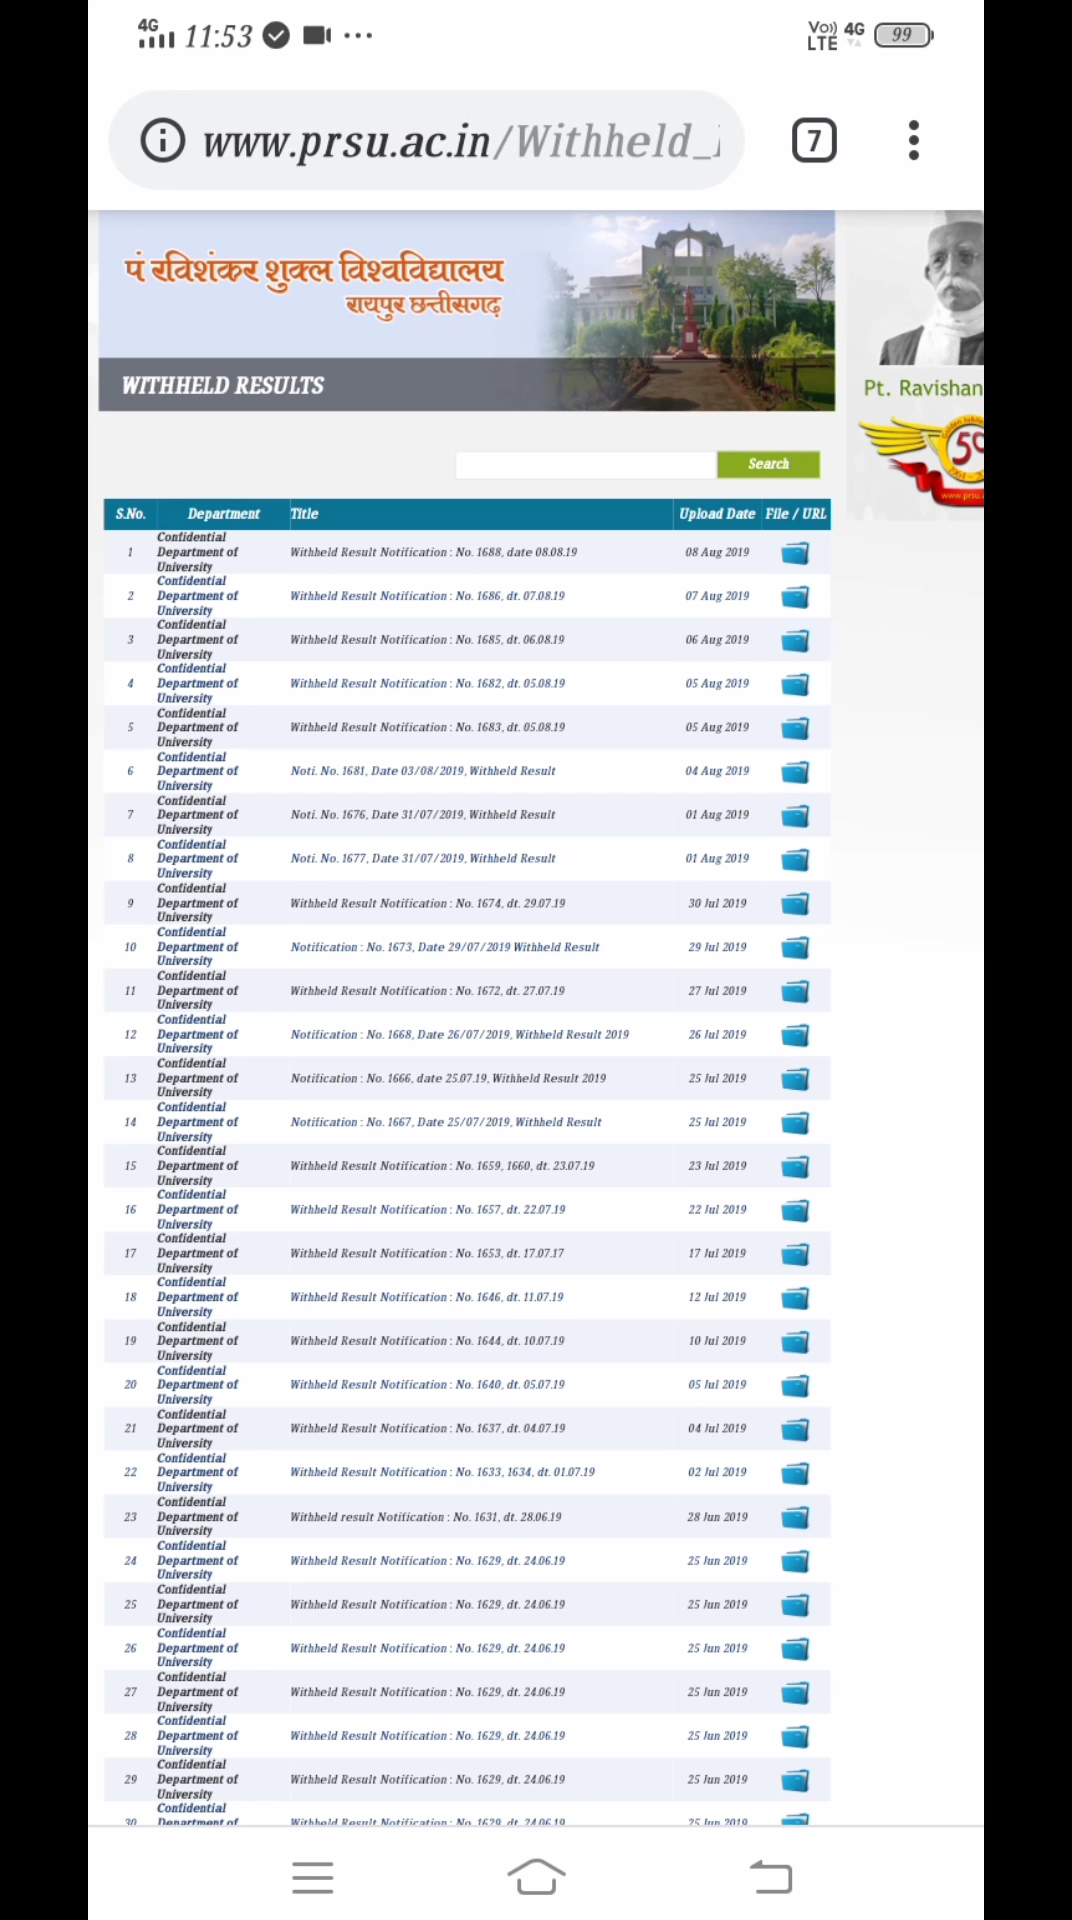 4G 11:53 Vo)) LTE 4G 99
www.prsu.ac.in/Withheld_
7
पं रविशंकर शुक्ल विश्वविद्यालय
रायपुर छत्तीसगढ़
WITHHELD RESULTS
Pt. Ravishan
50
www.prsu.
Search
S.No. Department Title Upload Date File / URL
1 Confidential Department of University Withheld Result Notification : No. 1688, date 08.08.19 08 Aug 2019
2 Confidential Department of University Withheld Result Notification : No. 1686, dt. 07.08.19 07 Aug 2019
3 Confidential Department of University Withheld Result Notification : No. 1685, dt. 06.08.19 06 Aug 2019
4 Confidential Department of University Withheld Result Notification : No. 1682, dt. 05.08.19 05 Aug 2019
5 Confidential Department of University Withheld Result Notification : No. 1683, dt. 05.08.19 05 Aug 2019
6 Confidential Department of University Noti. No. 1681, Date 03/08/2019, Withheld Result 04 Aug 2019
7 Confidential Department of University Noti. No. 1676, Date 31/07/2019, Withheld Result 01 Aug 2019
8 Confidential Department of University Noti. No. 1677, Date 31/07/2019, Withheld Result 01 Aug 2019
9 Confidential Department of University Withheld Result Notification : No. 1674, dt. 29.07.19 30 Jul 2019
10 Confidential Department of University Notification : No. 1673, Date 29/07/2019 Withheld Result 29 Jul 2019
11 Confidential Department of University Withheld Result Notification : No. 1672, dt. 27.07.19 27 Jul 2019
12 Confidential Department of University Notification : No. 1668, Date 26/07/2019, Withheld Result 2019 26 Jul 2019
13 Confidential Department of University Notification : No. 1666, date 25.07.19, Withheld Result 2019 25 Jul 2019
14 Confidential Department of University Notification : No. 1667, Date 25/07/2019, Withheld Result 25 Jul 2019
15 Confidential Department of University Withheld Result Notification : No. 1659, 1660, dt. 23.07.19 23 Jul 2019
16 Confidential Department of University Withheld Result Notification : No. 1657, dt. 22.07.19 22 Jul 2019
17 Confidential Department of University Withheld Result Notification : No. 1653, dt. 17.07.17 17 Jul 2019
18 Confidential Department of University Withheld Result Notification : No. 1646, dt. 11.07.19 12 Jul 2019
19 Confidential Department of University Withheld Result Notification : No. 1644, dt. 10.07.19 10 Jul 2019
20 Confidential Department of University Withheld Result Notification : No. 1640, dt. 05.07.19 05 Jul 2019
21 Confidential Department of University Withheld Result Notification : No. 1637, dt. 04.07.19 04 Jul 2019
22 Confidential Department of University Withheld Result Notification : No. 1633, 1634, dt. 01.07.19 02 Jul 2019
23 Confidential Department of University Withheld result Notification : No. 1631, dt. 28.06.19 28 Jun 2019
24 Confidential Department of University Withheld Result Notification : No. 1629, dt. 24.06.19 25 Jun 2019
25 Confidential Department of University Withheld Result Notification : No. 1629, dt. 24.06.19 25 Jun 2019
26 Confidential Department of University Withheld Result Notification : No. 1629, dt. 24.06.19 25 Jun 2019
27 Confidential Department of University Withheld Result Notification : No. 1629, dt. 24.06.19 25 Jun 2019
28 Confidential Department of University Withheld Result Notification : No. 1629, dt. 24.06.19 25 Jun 2019
29 Confidential Department of University Withheld Result Notification : No. 1629, dt. 24.06.19 25 Jun 2019
30 Confidential Department of Withheld Result Notification : No. 1629, dt. 24.06.19 25 Jun 2019